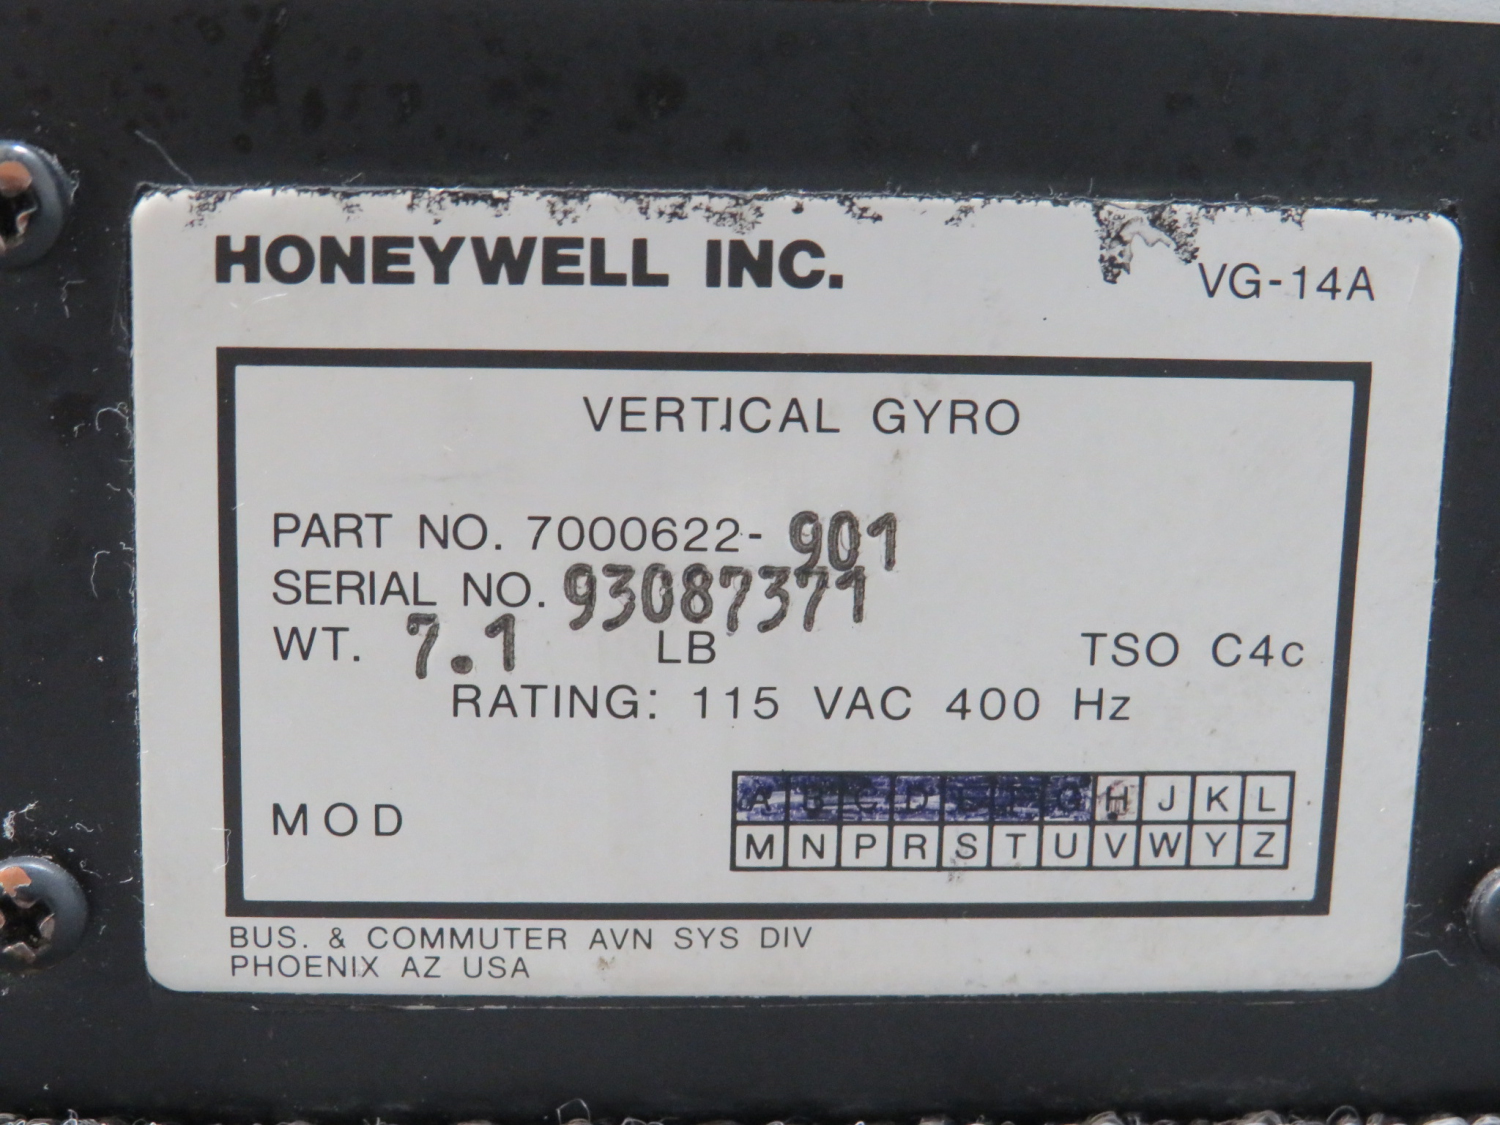 HONEYWELL INC.
VG-14A
VERTICAL GYRO
PART NO. 7000622-901
SERIAL NO. 93087371
WT. 7.1 LB TSO C4c
RATING: 115 VAC 400 Hz
MOD
A B C D E F G H J K L
M N P R S T U V W Y Z
BUS. & COMMUTER AVN SYS DIV
PHOENIX AZ USA